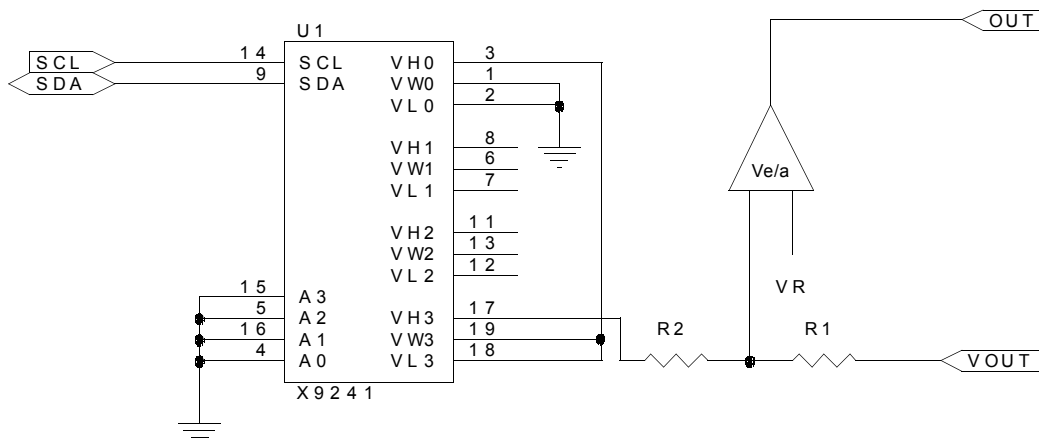 U1
OUT
SCL 14 SCL VH0 3
SDA 9 SDA VW0 1
VL0 2
VH1 8
VW1 6
VL1 7
Ve/a
VH2 11
VW2 13
VL2 12
VR
15 A3
5 A2 VH3 17
16 A1 VW3 19 R2 R1
4 A0 VL3 18 VOUT
X9241